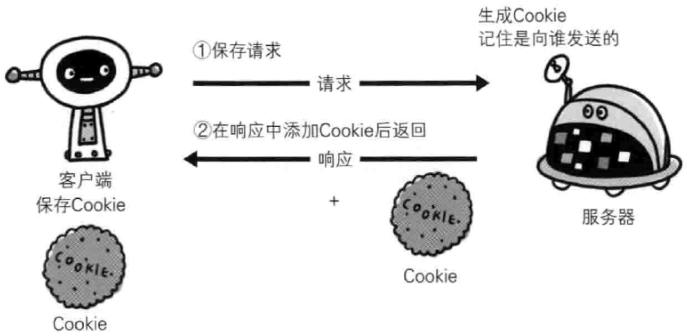 生成Cookie
记住是向谁发送的
①保存请求
请求
②在响应中添加Cookie后返回
响应
客户端
保存Cookie
+
COOKIE.
Cookie
服务器
COOKIE.
Cookie